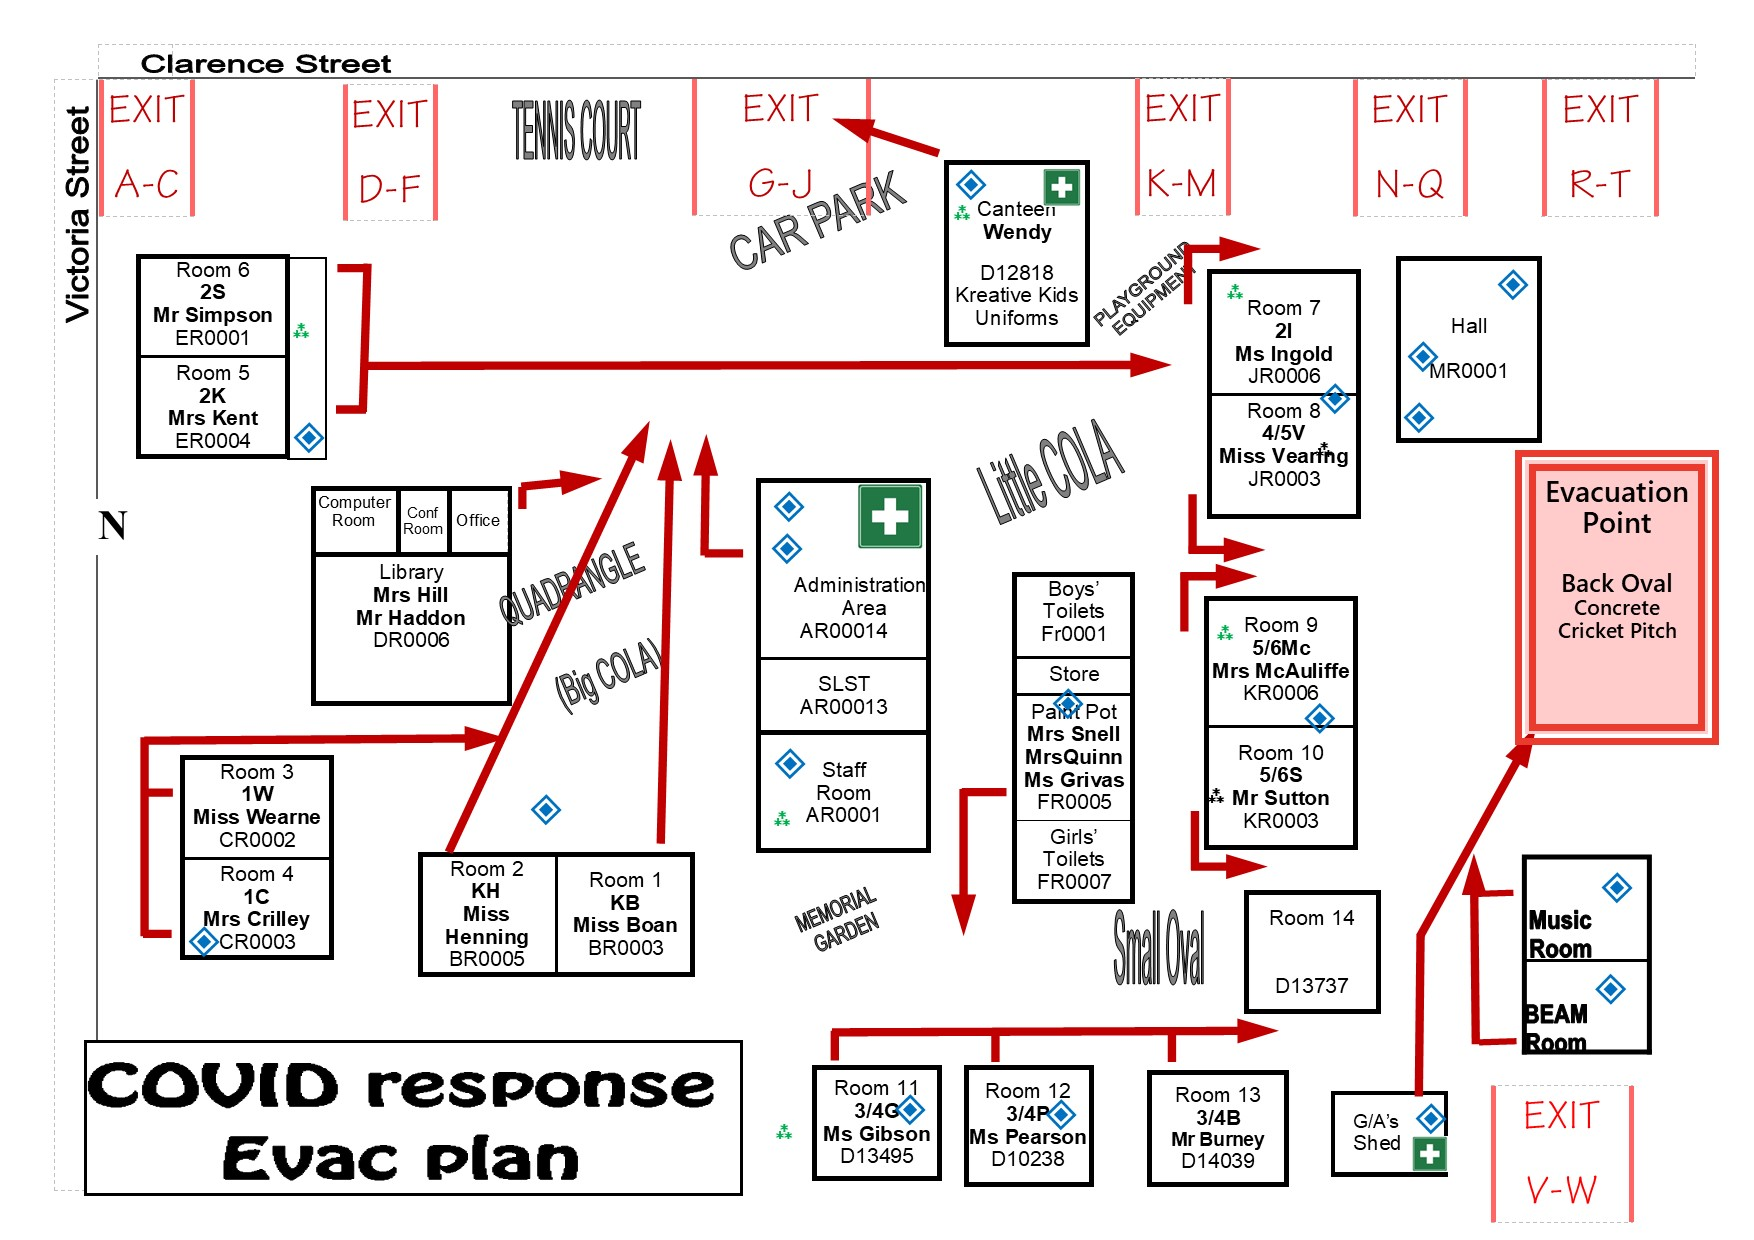 Clarence Street
Victoria Street
EXIT
A-C
EXIT
D-F
TENNIS COURT
EXIT
G-J
CAR PARK
EXIT
K-M
EXIT
N-Q
EXIT
R-T
Canteen
Wendy
D12818
Kreative Kids
Uniforms
PLAYGROUND
EQUIPMENT
Room 6
2S
Mr Simpson
ER0001
Room 5
2K
Mrs Kent
ER0004
Room 7
2I
Ms Ingold
JR0006
Room 8
4/5V
Miss Vearing
JR0003
Hall
MR0001
Little COLA
Evacuation
Point
Back Oval
Concrete
Cricket Pitch
N
Computer
Room
Conf
Room
Office
Library
Mrs Hill
Mr Haddon
DR0006
QUADRANGLE
(Big COLA)
Administration
Area
AR00014
SLST
AR00013
Staff
Room
AR0001
Boys'
Toilets
Fr0001
Store
Paint Pot
Mrs Snell
MrsQuinn
Ms Grivas
FR0005
Girls'
Toilets
FR0007
Room 9
5/6Mc
Mrs McAuliffe
KR0006
Room 10
5/6S
Mr Sutton
KR0003
Room 3
1W
Miss Wearne
CR0002
Room 4
1C
Mrs Crilley
CR0003
Room 2
KH
Miss
Henning
BR0005
Room 1
KB
Miss Boan
BR0003
MEMORIAL
GARDEN
Small Oval
Room 14
D13737
Music
Room
BEAM
Room
COVID response
Evac plan
Room 11
3/4G
Ms Gibson
D13495
Room 12
3/4P
Ms Pearson
D10238
Room 13
3/4B
Mr Burney
D14039
G/A's
Shed
EXIT
V-W